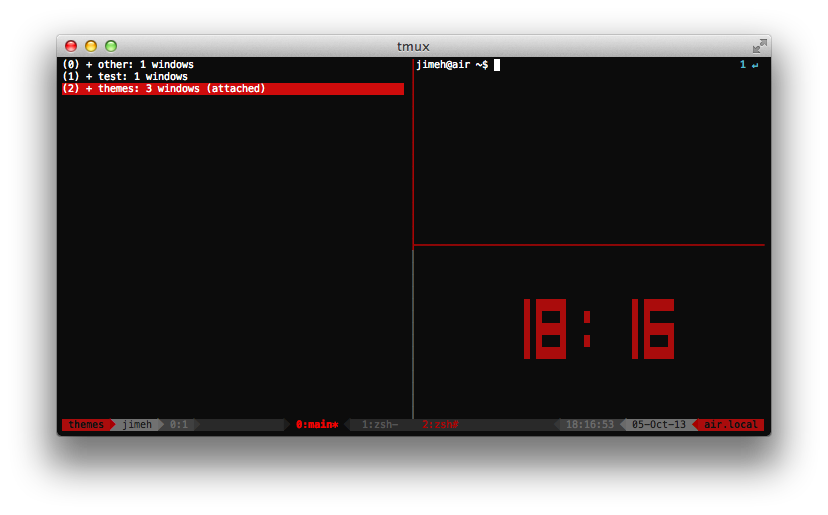 tmux
(0) + other: 1 windows
(1) + test: 1 windows
(2) + themes: 3 windows (attached)
jimeh@air ~$ 1 ↵
18:16
themes jimeh 0:1 0:main* 1:zsh- 2:zsh# 18:16:53 05-Oct-13 air.local